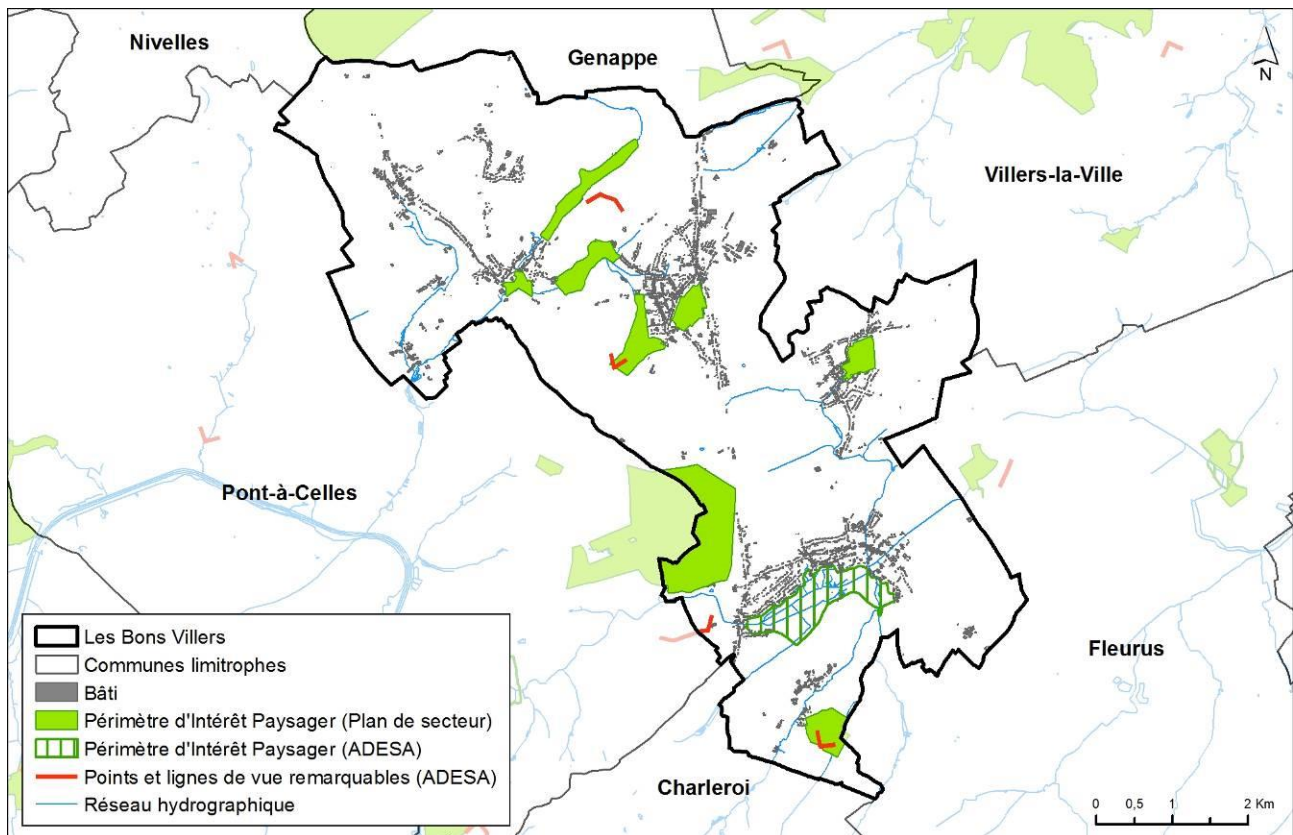 Nivelles
Genappe
N
Villers-la-Ville
Pont-à-Celles
Fleurus
Charleroi
Les Bons Villers
Communes limitrophes
Bâti
Périmètre d'Intérêt Paysager (Plan de secteur)
Périmètre d'Intérêt Paysager (ADESA)
Points et lignes de vue remarquables (ADESA)
Réseau hydrographique
0 0,5 1 2 Km